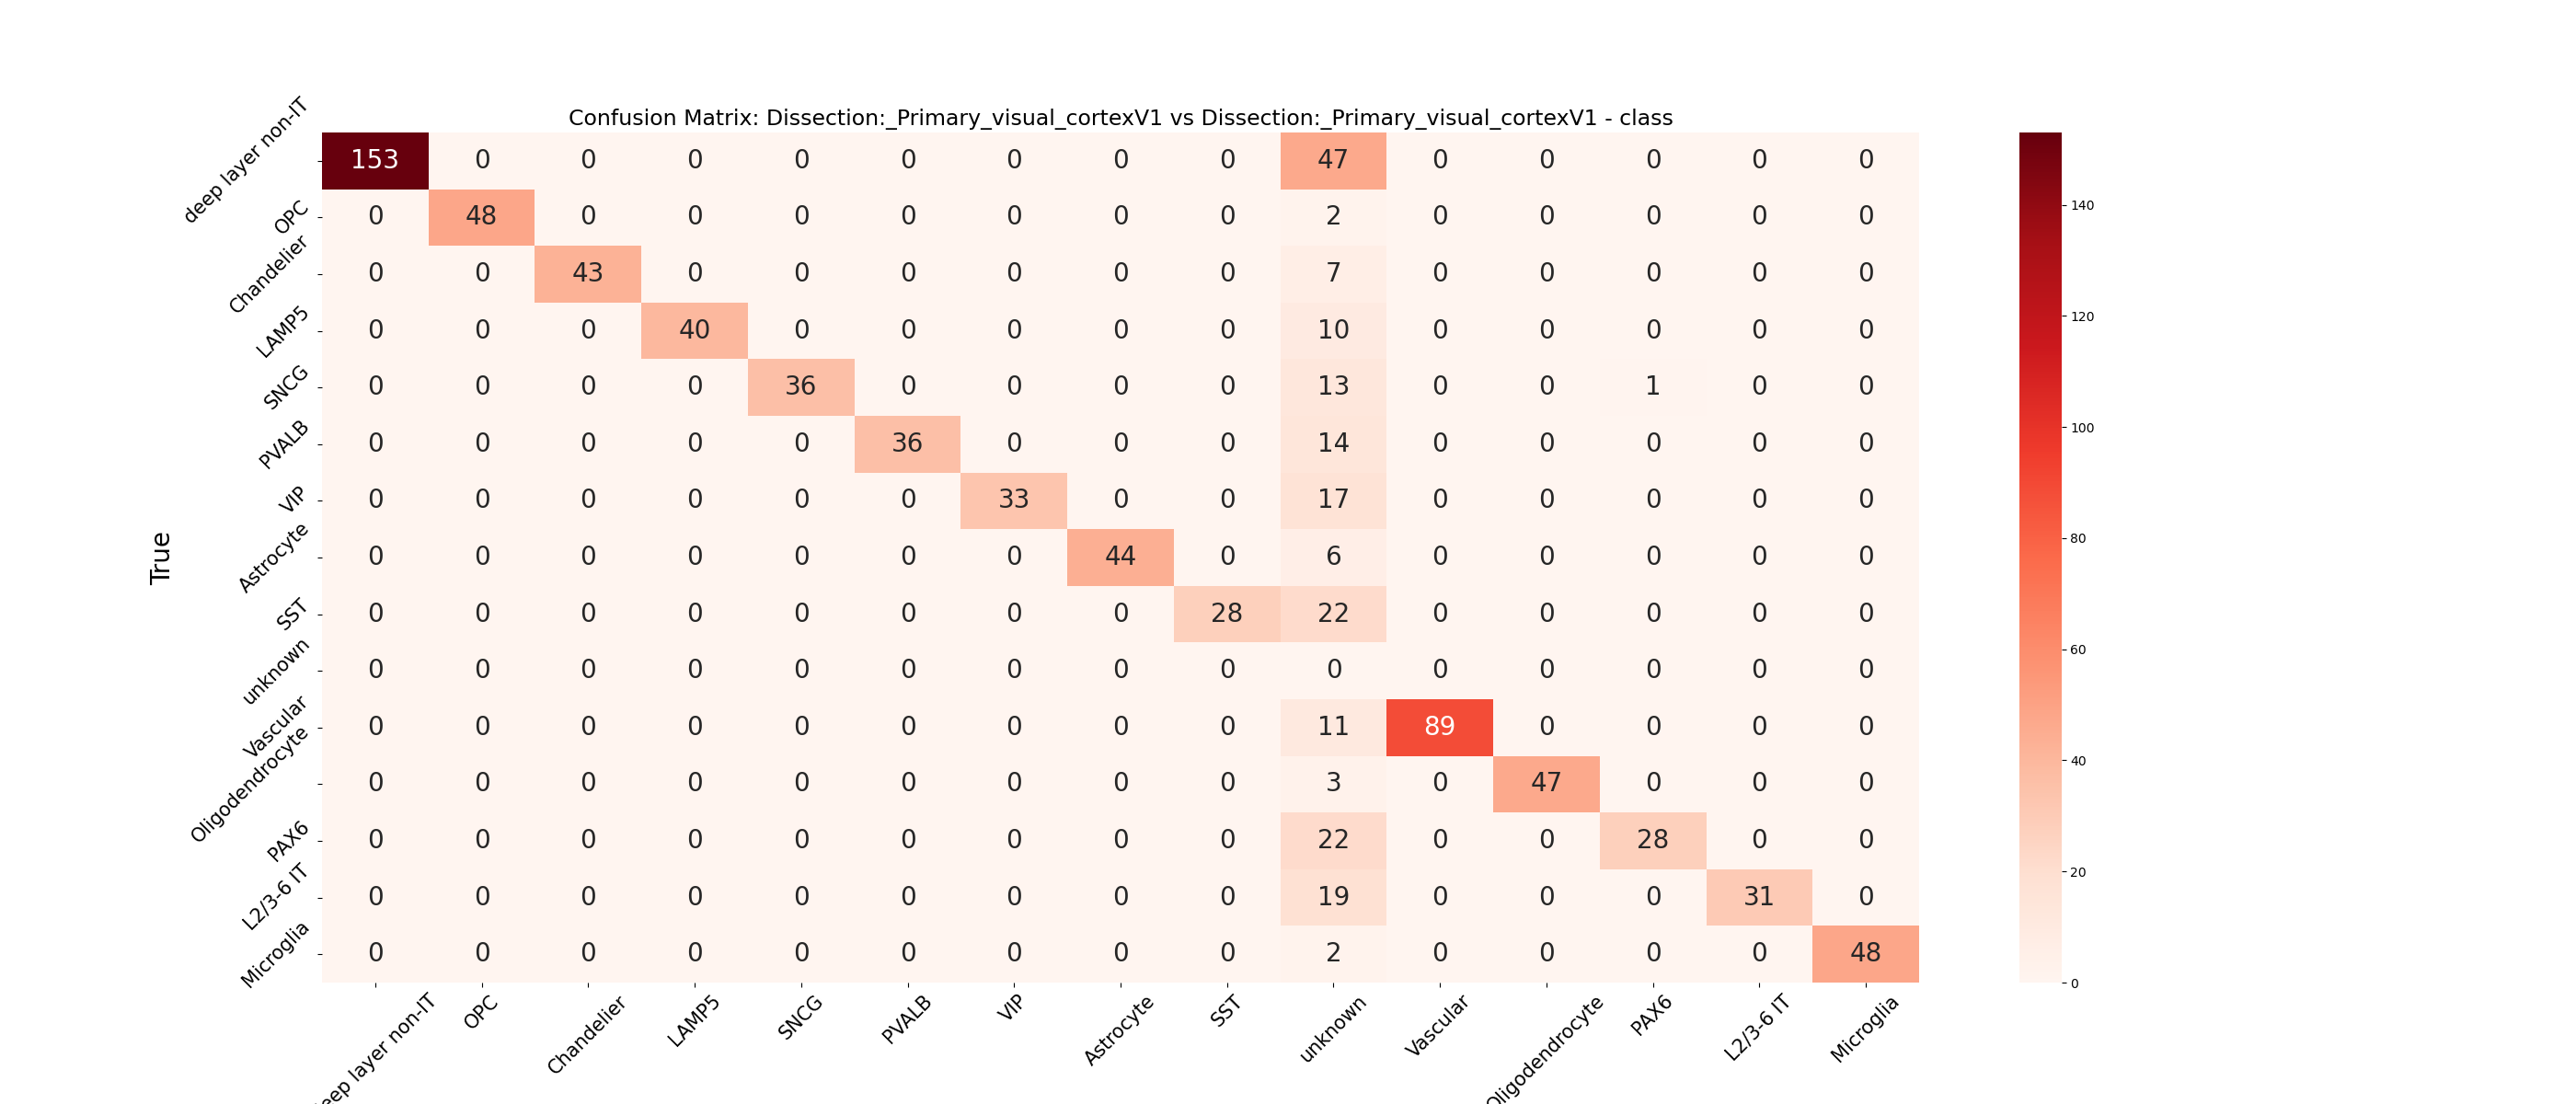 Confusion Matrix: Dissection:_Primary_visual_cortexV1 vs Dissection:_Primary_visual_cortexV1 - class
True
deep layer non-IT 153 0 0 0 0 0 0 0 0 47 0 0 0 0 0
OPC 0 48 0 0 0 0 0 0 0 2 0 0 0 0 0
Chandelier 0 0 43 0 0 0 0 0 0 7 0 0 0 0 0
LAMP5 0 0 0 40 0 0 0 0 0 10 0 0 0 0 0
SNCG 0 0 0 0 36 0 0 0 0 13 0 0 1 0 0
PVALB 0 0 0 0 0 36 0 0 0 14 0 0 0 0 0
VIP 0 0 0 0 0 0 33 0 0 17 0 0 0 0 0
Astrocyte 0 0 0 0 0 0 0 44 0 6 0 0 0 0 0
SST 0 0 0 0 0 0 0 0 28 22 0 0 0 0 0
unknown 0 0 0 0 0 0 0 0 0 0 0 0 0 0 0
Vascular 0 0 0 0 0 0 0 0 0 11 89 0 0 0 0
Oligodendrocyte 0 0 0 0 0 0 0 0 0 3 0 47 0 0 0
PAX6 0 0 0 0 0 0 0 0 0 22 0 0 28 0 0
L2/3-6 IT 0 0 0 0 0 0 0 0 0 19 0 0 0 31 0
Microglia 0 0 0 0 0 0 0 0 0 2 0 0 0 0 48
layer non-IT OPC Chandelier LAMP5 SNCG PVALB VIP Astrocyte SST unknown Vascular Oligodendrocyte PAX6 L2/3-6 IT Microglia
140
120
100
80
60
40
20
0